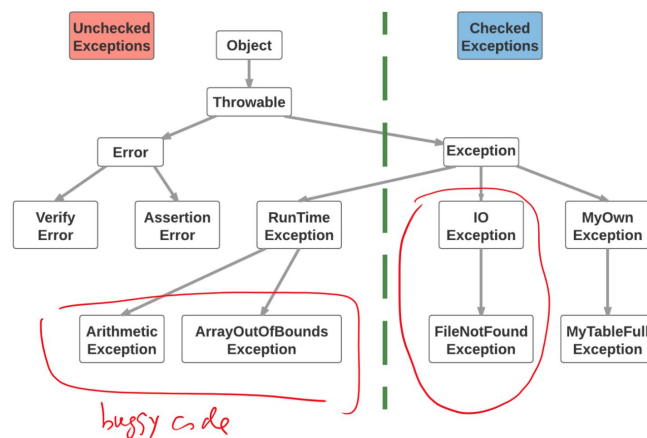 Unchecked
Exceptions
Object
Checked
Exceptions
Throwable
Error
Exception
Verify
Error
Assertion
Error
RunTime
Exception
IO
Exception
MyOwn
Exception
Arithmetic
Exception
ArrayOutOfBounds
Exception
FileNotFound
Exception
MyTableFull
Exception
buggy code